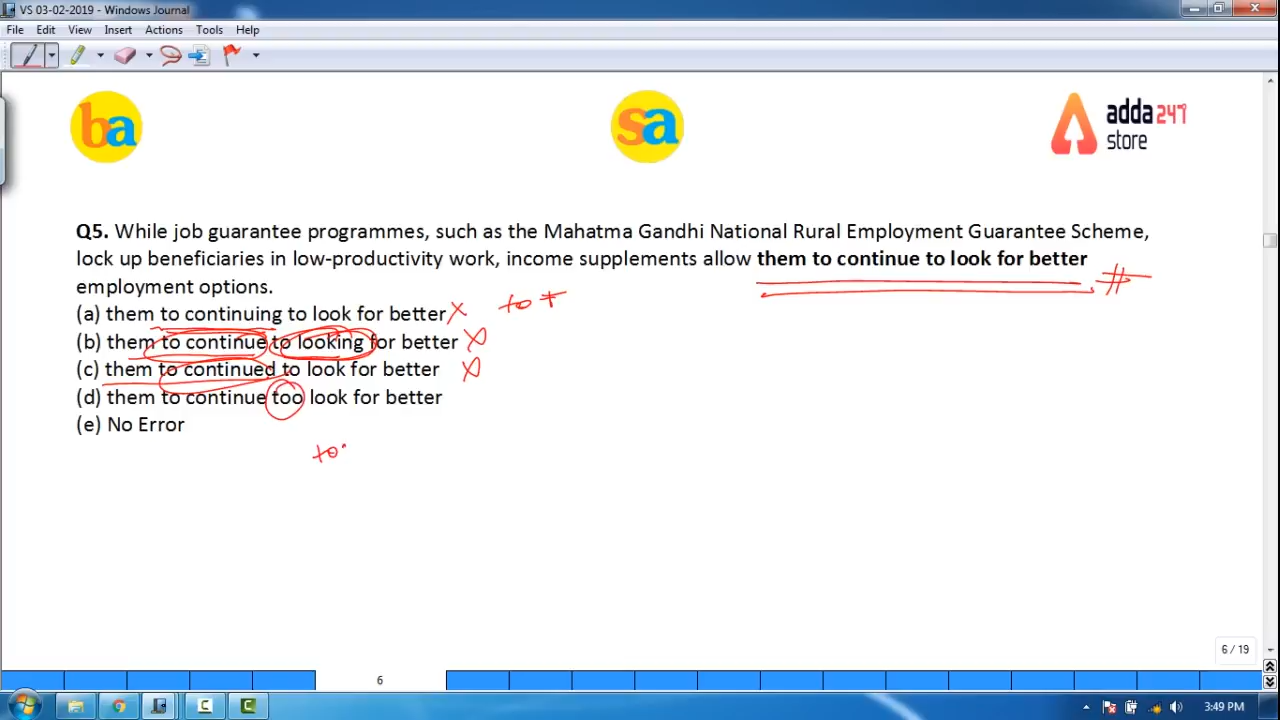 VS 03-02-2019 - Windows Journal
File Edit View Insert Actions Tools Help
ba
sa
adda 247
store
Q5. While job guarantee programmes, such as the Mahatma Gandhi National Rural Employment Guarantee Scheme,
lock up beneficiaries in low-productivity work, income supplements allow them to continue to look for better
employment options.
(a) them to continuing to look for better x to +
(b) them to continue to looking for better x
(c) them to continued to look for better x
(d) them to continue too look for better
(e) No Error
to
6 / 19
6
3:49 PM